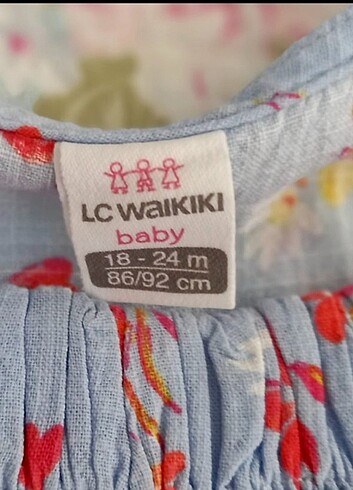 LC WAIKIKI
baby
18 - 24 m
86/92 cm